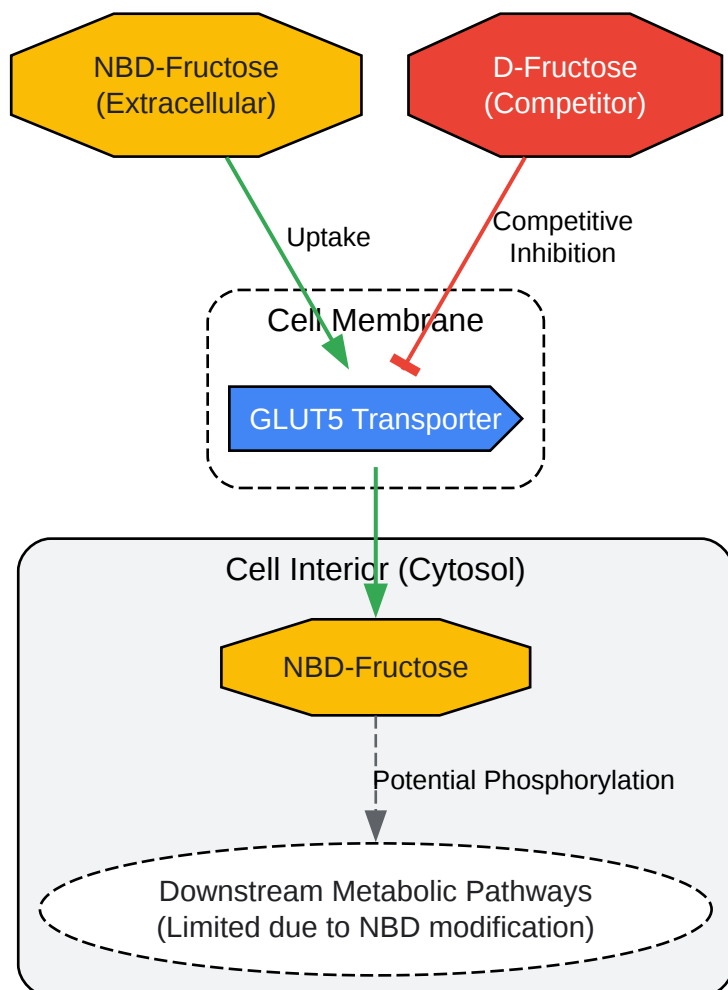 NBD-Fructose
(Extracellular)
D-Fructose
(Competitor)
Uptake
Competitive
Inhibition
Cell Membrane
GLUT5 Transporter
Cell Interior (Cytosol)
NBD-Fructose
Potential Phosphorylation
Downstream Metabolic Pathways
(Limited due to NBD modification)